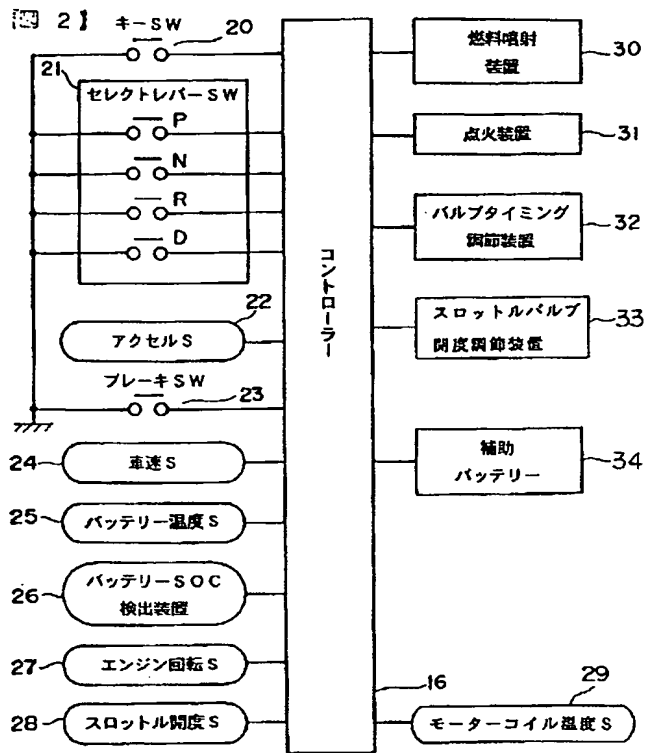 【図 2】
キーSW
20
21
セレクトレバーSW
P
N
R
D
22
アクセルS
ブレーキSW
23
24
車速S
25
バッテリー温度S
26
バッテリーSOC
検出装置
27
エンジン回転S
28
スロットル開度S
コントローラー
16
燃料噴射
装置
30
点火装置
31
バルブタイミング
調節装置
32
スロットルバルブ
開度調節装置
33
補助
バッテリー
34
29
モーターコイル温度S